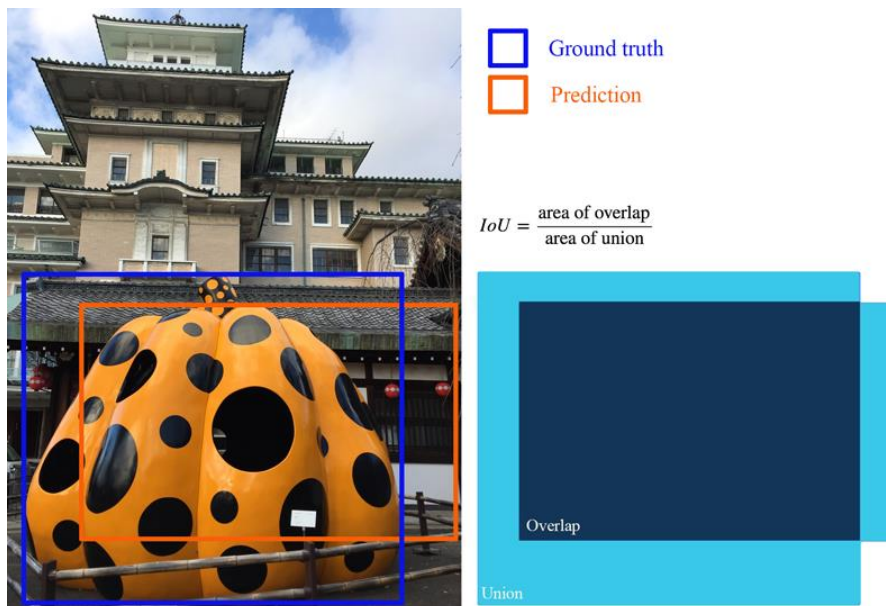 Ground truth
Prediction
IoU = area of overlap / area of union
Overlap
Union